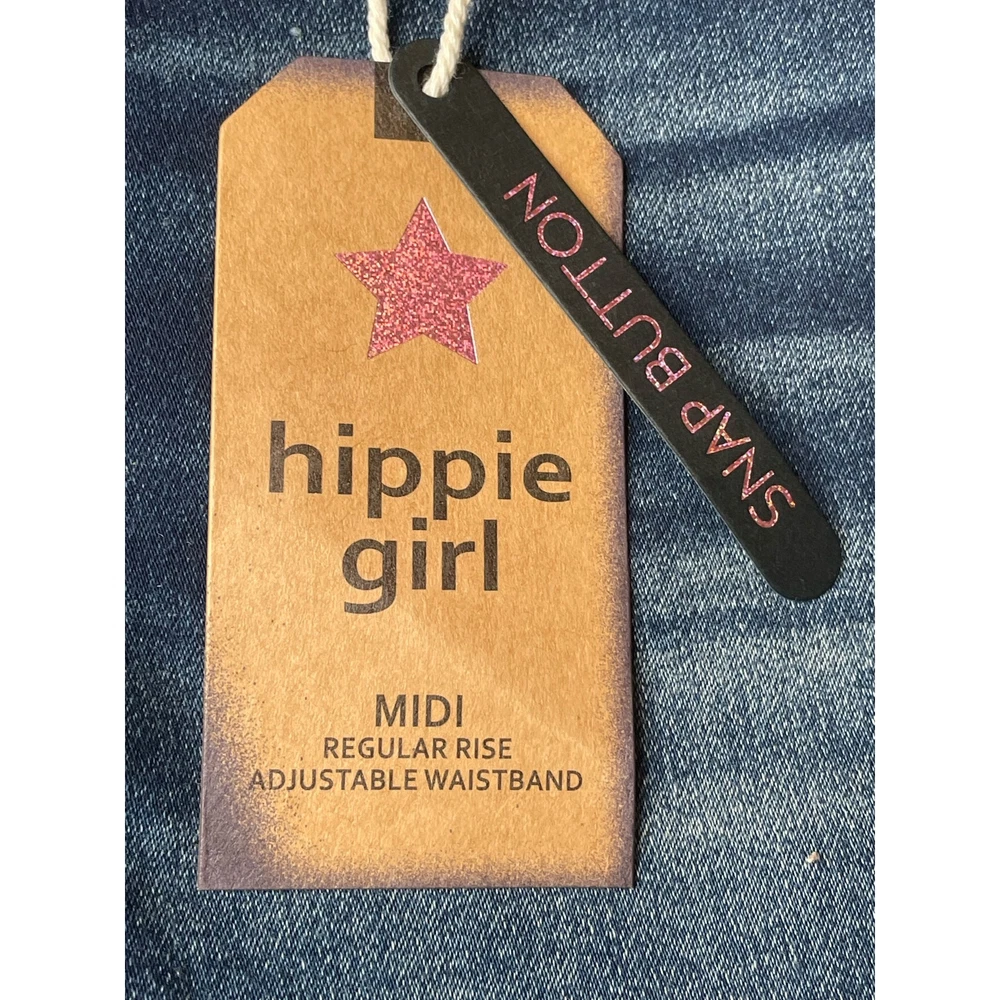 SNAP BUTTON
hippie
girl
MIDI
REGULAR RISE
ADJUSTABLE WAISTBAND